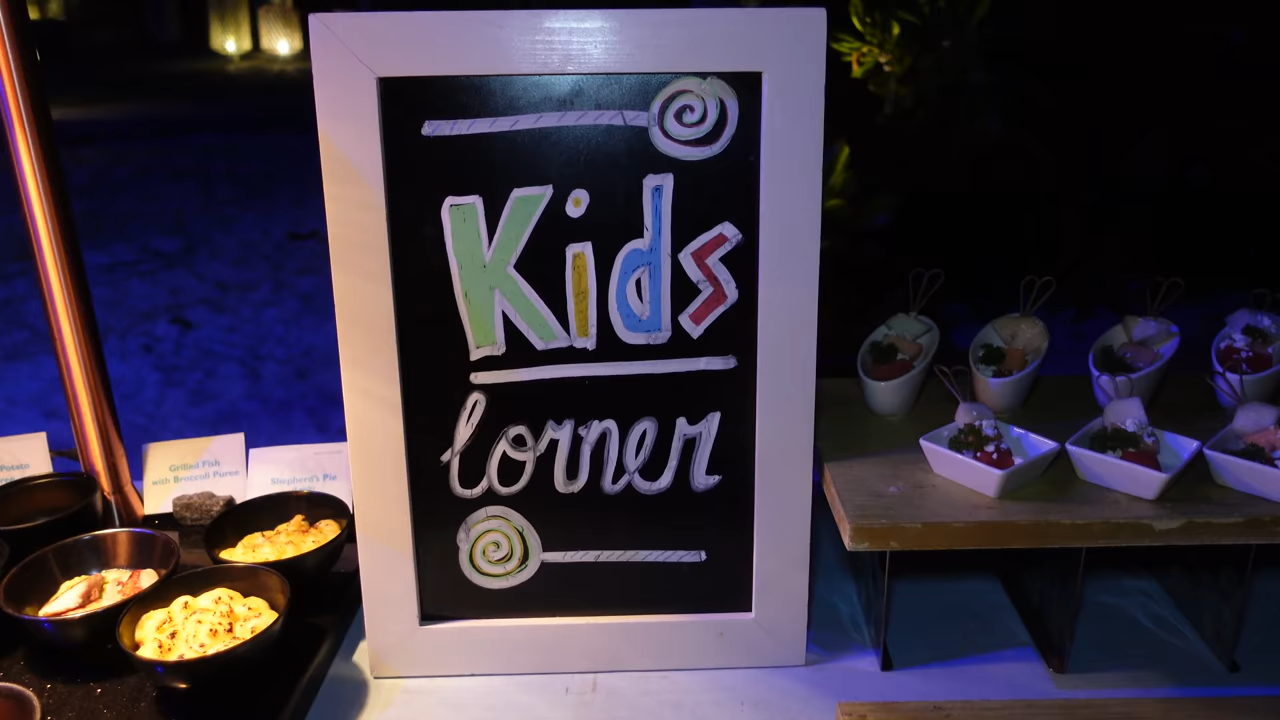 Kids
Corner
Grilled Fish
with Broccoli Puree
Shepherd's Pie
Potato